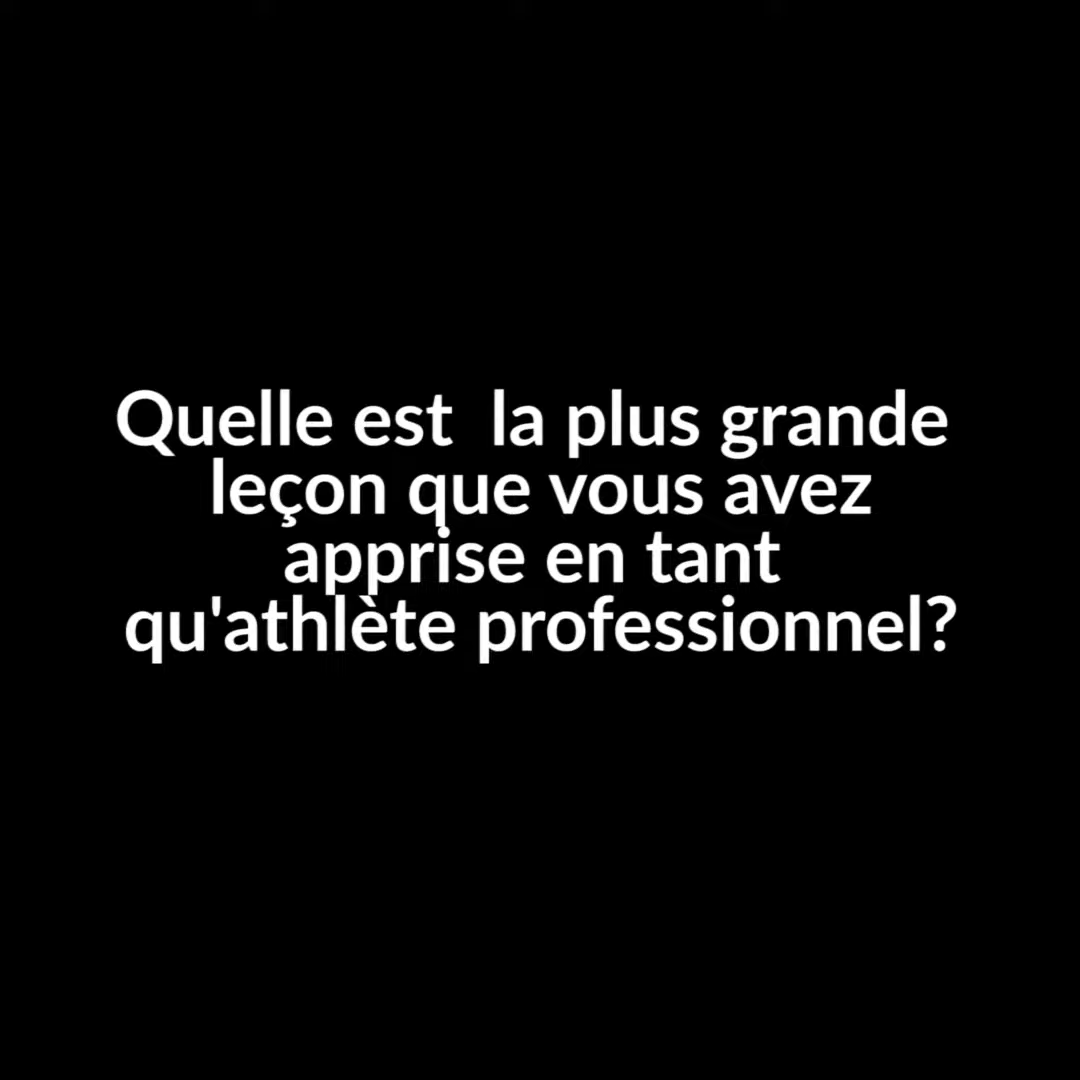 Quelle est  la plus grande
leçon que vous avez
apprise en tant
qu'athlète professionnel?